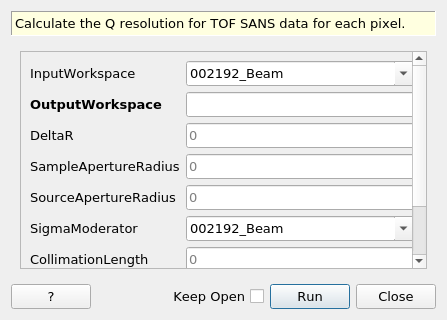 Calculate the Q resolution for TOF SANS data for each pixel.
InputWorkspace 002192_Beam
OutputWorkspace
DeltaR 0
SampleApertureRadius 0
SourceApertureRadius 0
SigmaModerator 002192_Beam
CollimationLength 0
? Keep Open Run Close